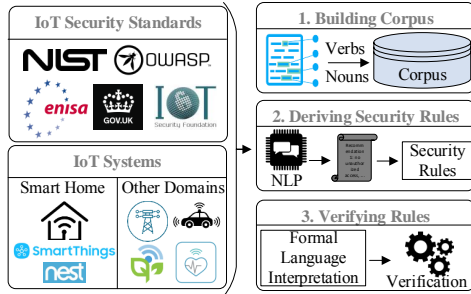 IoT Security Standards
NIST
OWASP
enisa
GOV.UK
IOT
Security Foundation
IoT Systems
Smart Home
Other Domains
SmartThings
nest
1. Building Corpus
Verbs
Nouns
Corpus
2. Deriving Security Rules
NLP
Security
Rules
3. Verifying Rules
Formal
Language
Interpretation
Verification